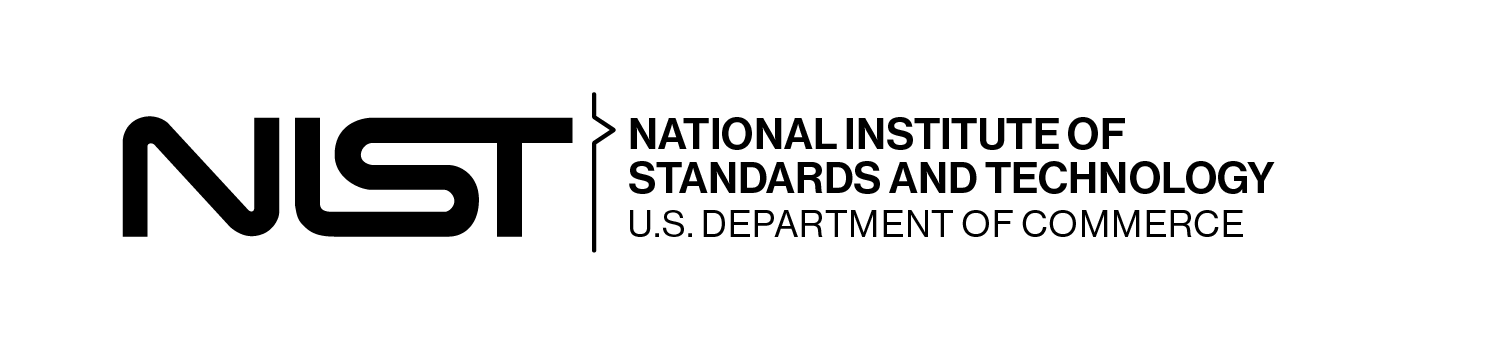 NIST
NATIONAL INSTITUTE OF
STANDARDS AND TECHNOLOGY
U.S. DEPARTMENT OF COMMERCE